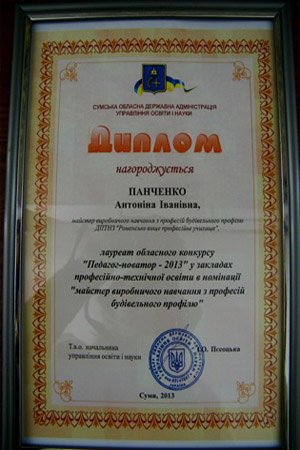 СУМСЬКА ОБЛАСНА ДЕРЖАВНА АДМІНІСТРАЦІЯ
УПРАВЛІННЯ ОСВІТИ І НАУКИ
ДИПЛОМ
нагороджується
ПАНЧЕНКО
Антоніна Іванівна,
майстер виробничого навчання з професій будівельного профілю
ДПТНЗ "Роменське вище професійне училище",
лауреат обласного конкурсу
"Педагог-новатор - 2013" у закладах
професійно-технічної освіти в номінації
"майстер виробничого навчання з професій
будівельного профілю"
Т.в.о. начальника
управління освіти і науки
Песоцька
Суми, 2013